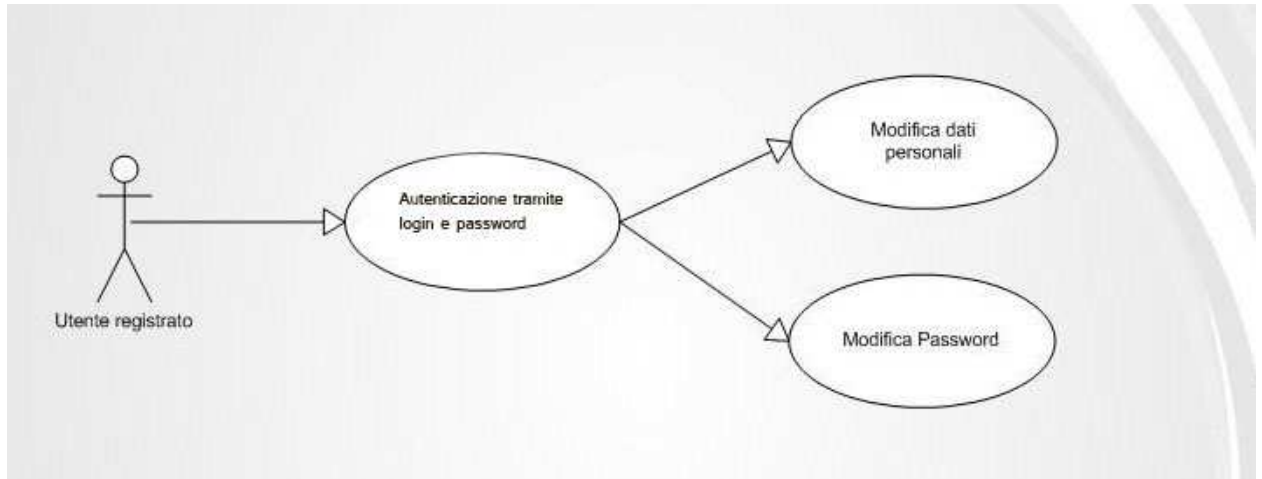 Utente registrato
Autenticazione tramite
login e password
Modifica dati
personali
Modifica Password